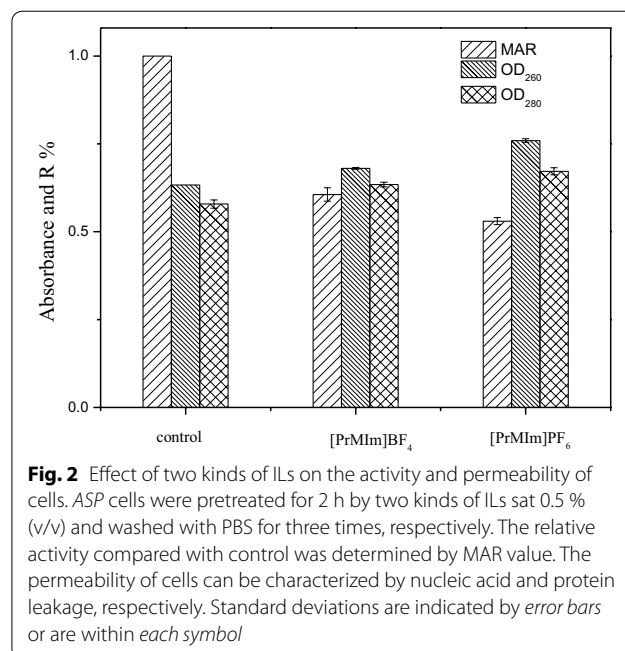 MAR
OD260
OD280
Absorbance and R %
1.0
0.5
0.0
control
[PrMIm]BF4
[PrMIm]PF6
Fig. 2 Effect of two kinds of ILs on the activity and permeability of
cells. ASP cells were pretreated for 2 h by two kinds of ILs sat 0.5 %
(v/v) and washed with PBS for three times, respectively. The relative
activity compared with control was determined by MAR value. The
permeability of cells can be characterized by nucleic acid and protein
leakage, respectively. Standard deviations are indicated by error bars
or are within each symbol